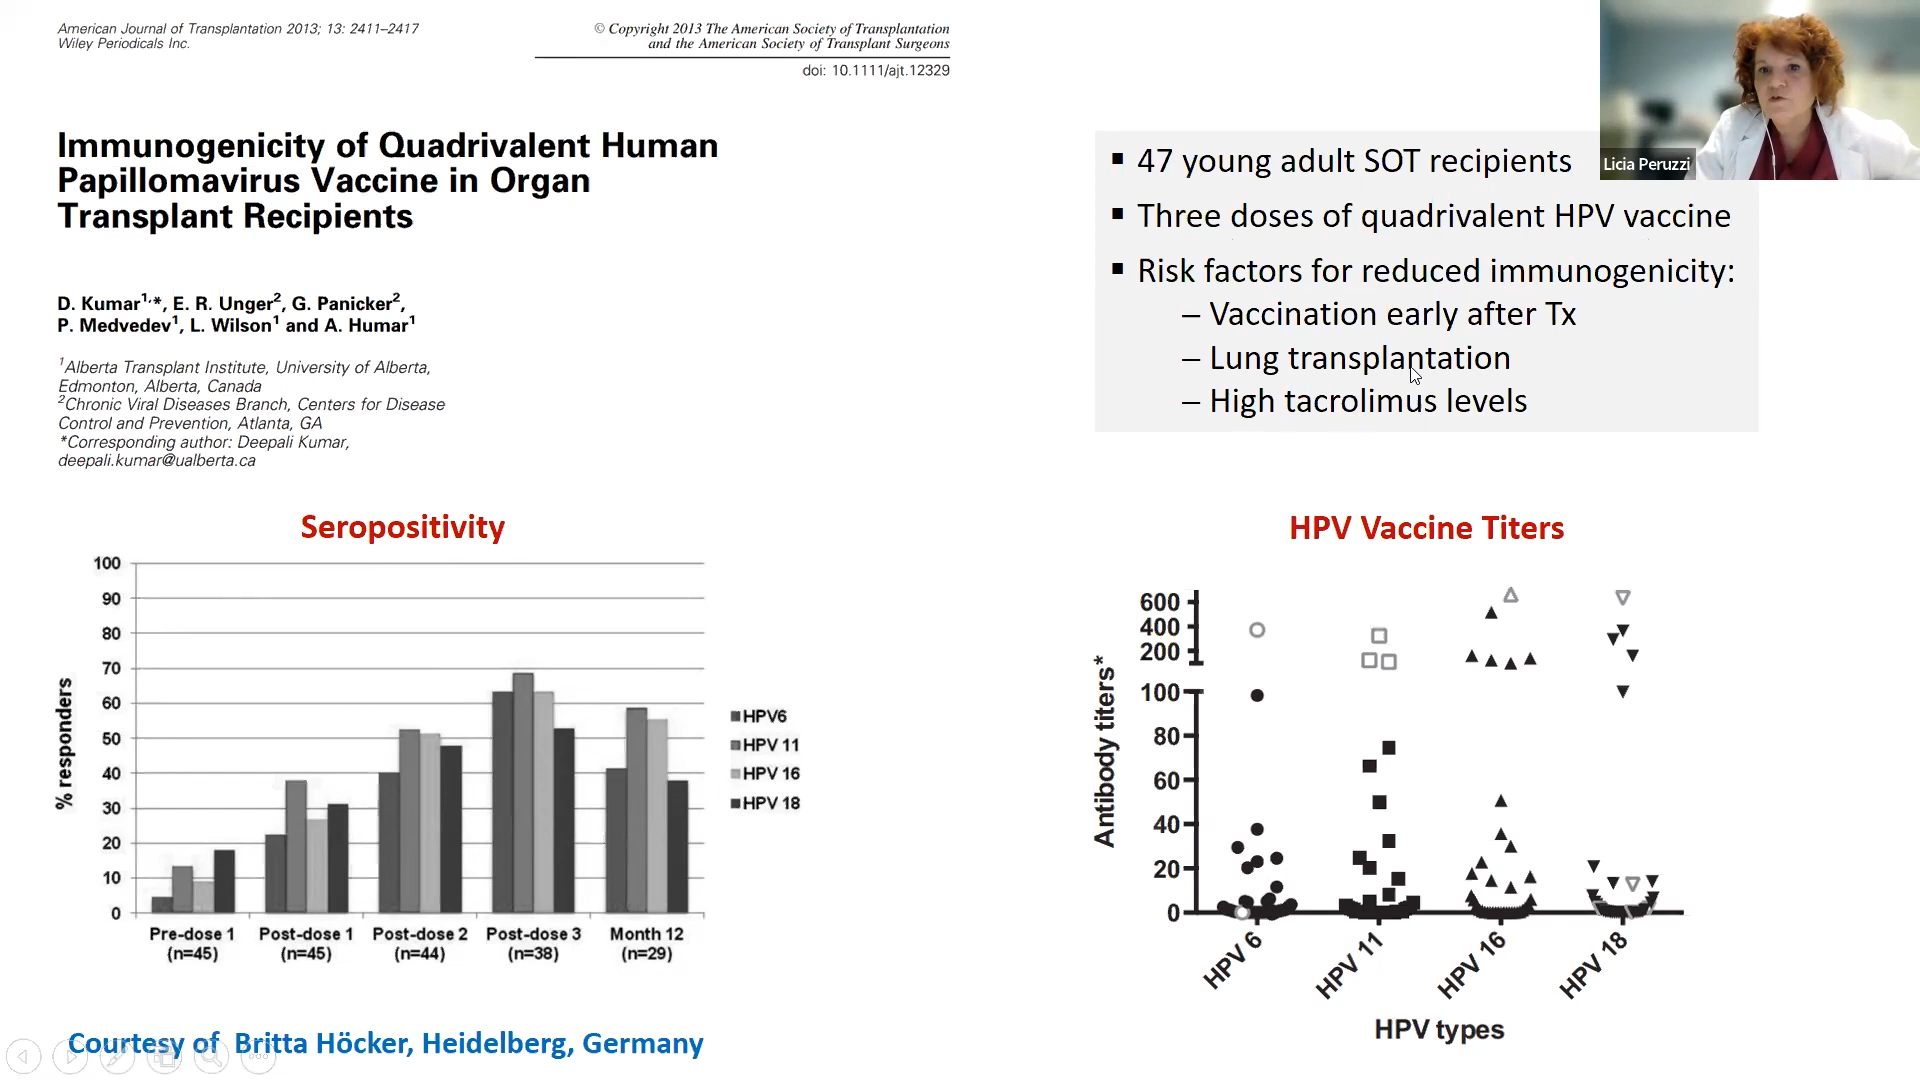 American Journal of Transplantation 2013; 13: 2411–2417
Wiley Periodicals Inc.
© Copyright 2013 The American Society of Transplantation
and the American Society of Transplant Surgeons
doi: 10.1111/ajt.12329
Immunogenicity of Quadrivalent Human
Papillomavirus Vaccine in Organ
Transplant Recipients
D. Kumar1,*, E. R. Unger2, G. Panicker2,
P. Medvedev1, L. Wilson1 and A. Humar1
1Alberta Transplant Institute, University of Alberta,
Edmonton, Alberta, Canada
2Chronic Viral Diseases Branch, Centers for Disease
Control and Prevention, Atlanta, GA
*Corresponding author: Deepali Kumar,
deepali.kumar@ualberta.ca
Licia Peruzzi
▪ 47 young adult SOT recipients
▪ Three doses of quadrivalent HPV vaccine
▪ Risk factors for reduced immunogenicity:
– Vaccination early after Tx
– Lung transplantation
– High tacrolimus levels
Seropositivity
% responders
100
90
80
70
60
50
40
30
20
10
0
Pre-dose 1 Post-dose 1 Post-dose 2 Post-dose 3 Month 12
(n=45) (n=45) (n=44) (n=38) (n=29)
HPV6
HPV 11
HPV 16
HPV 18
HPV Vaccine Titers
Antibody titers*
600
400
200
100
80
60
40
20
0
HPV 6 HPV 11 HPV 16 HPV 18
HPV types
Courtesy of Britta Höcker, Heidelberg, Germany